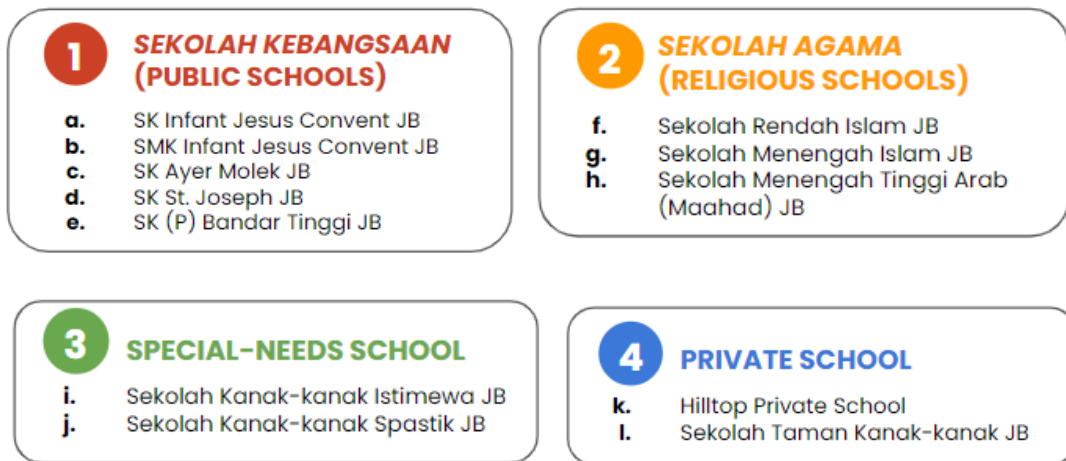 1
SEKOLAH KEBANGSAAN
(PUBLIC SCHOOLS)
a. SK Infant Jesus Convent JB
b. SMK Infant Jesus Convent JB
c. SK Ayer Molek JB
d. SK St. Joseph JB
e. SK (P) Bandar Tinggi JB
2
SEKOLAH AGAMA
(RELIGIOUS SCHOOLS)
f. Sekolah Rendah Islam JB
g. Sekolah Menengah Islam JB
h. Sekolah Menengah Tinggi Arab
(Maahad) JB
3
SPECIAL-NEEDS SCHOOL
i. Sekolah Kanak-kanak Istimewa JB
j. Sekolah Kanak-kanak Spastik JB
4
PRIVATE SCHOOL
k. Hilltop Private School
l. Sekolah Taman Kanak-kanak JB